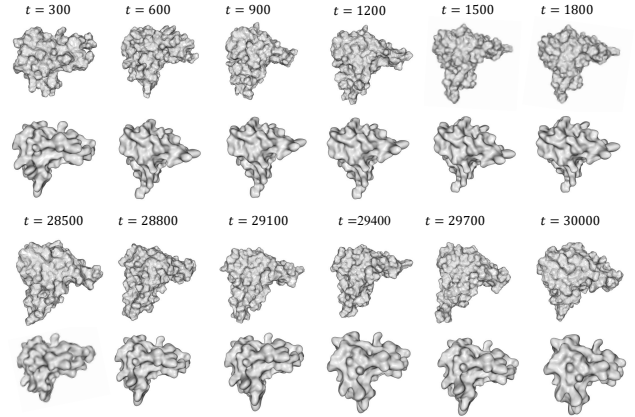 t = 300 t = 600 t = 900 t = 1200 t = 1500 t = 1800
t = 28500 t = 28800 t = 29100 t =29400 t = 29700 t = 30000